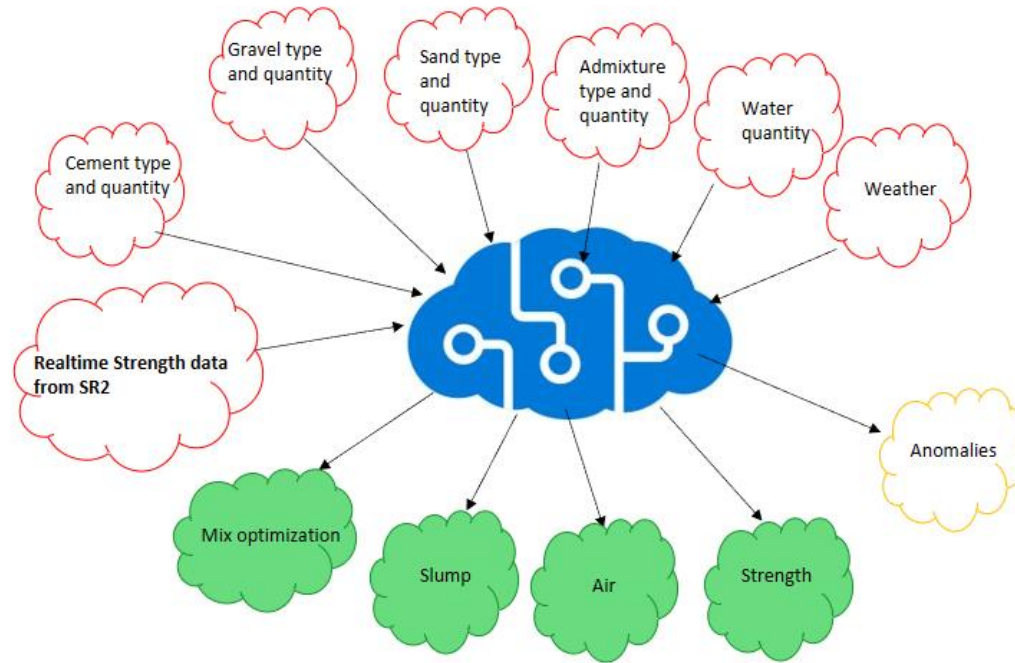 Gravel type
and quantity
Sand type
and
quantity
Admixture
type and
quantity
Water
quantity
Weather
Cement type
and quantity
Realtime Strength data
from SR2
Anomalies
Mix optimization
Slump
Air
Strength